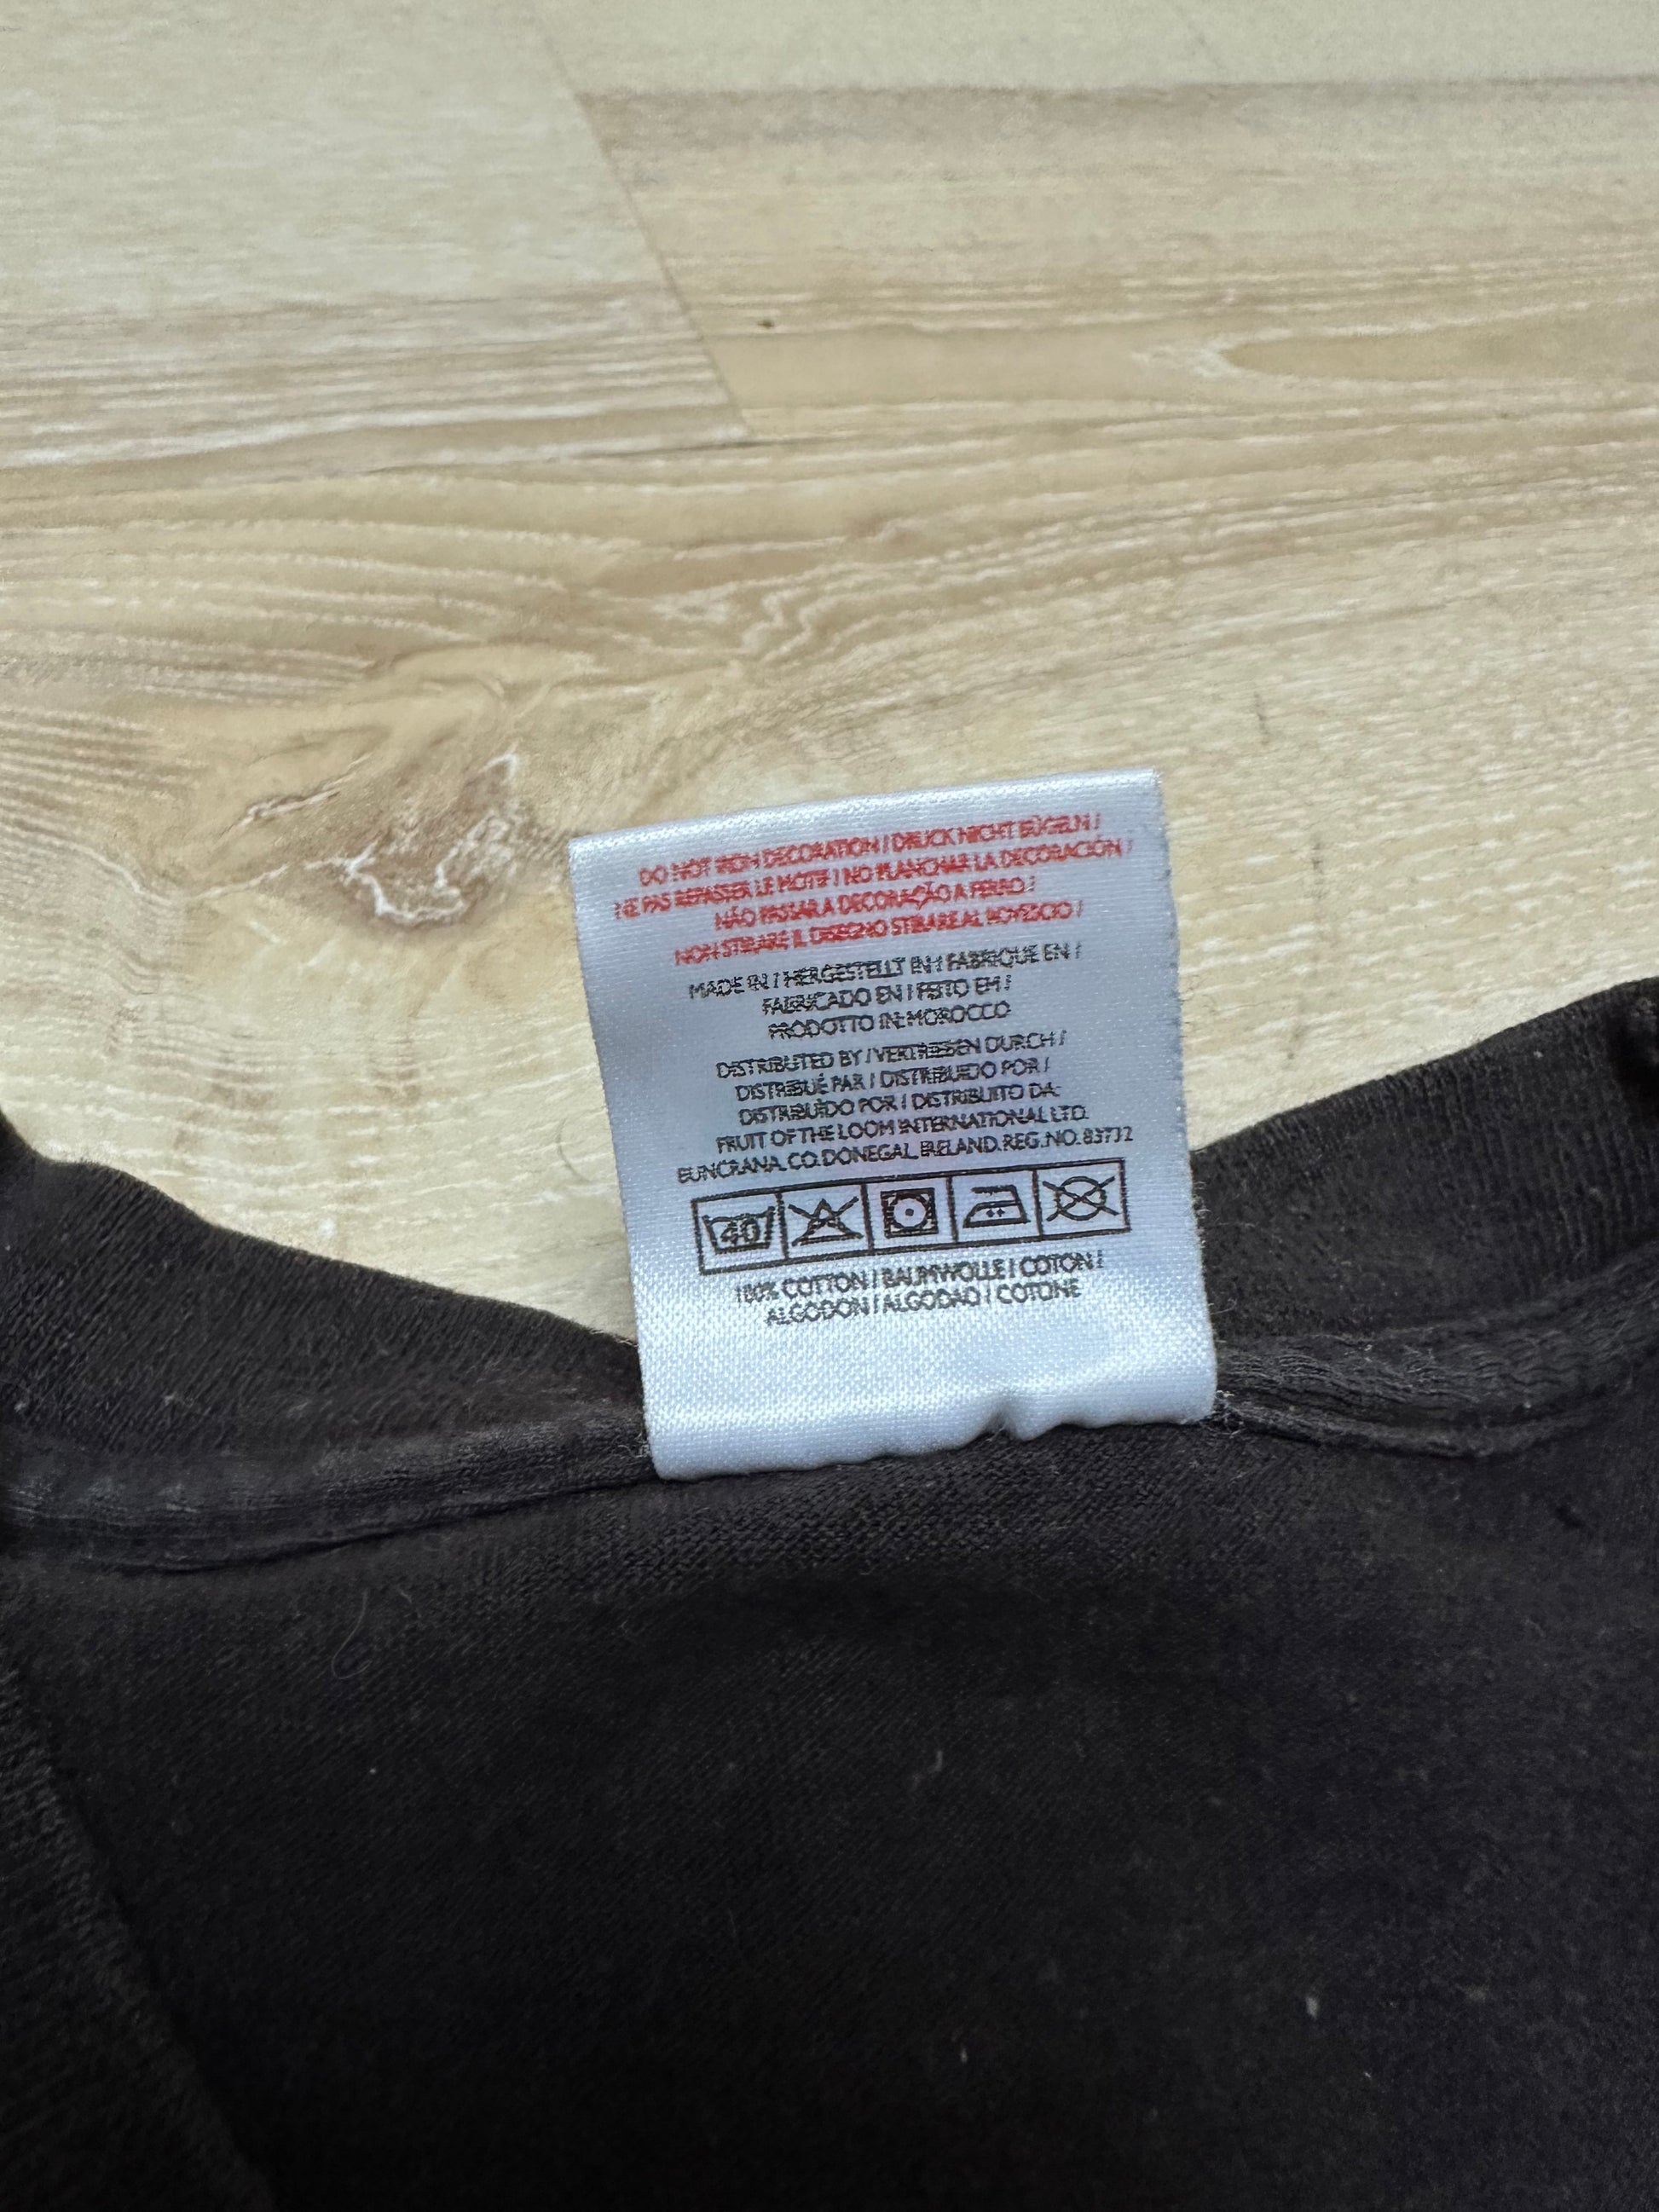 DO NOT IRON DECORATION / DRUCK NICHT BÜGELN /
NE PAS REPASSER LE MOTIF / NO PLANCHAR LA DECORACIÓN /
NÃO PASSAR A DECORAÇÃO A FERRO /
NON STIRARE IL DISEGNO STIRARE AL ROVESCIO /
MADE IN / HERGESTELLT IN / FABRIQUE EN /
FABRICADO EN / FEITO EM /
PRODOTTO IN: MOROCCO
DISTRIBUTED BY / VERTRIEBEN DURCH /
DISTRIBUÉ PAR / DISTRIBUIDO POR /
DISTRIBUÍDO POR / DISTRIBUITO DA:
FRUIT OF THE LOOM INTERNATIONAL LTD.
BUNCRANA, CO. DONEGAL, IRELAND. REG. NO. 83732
40
100% COTTON / BAUMWOLLE / COTON /
ALGODON / ALGODAO / COTONE